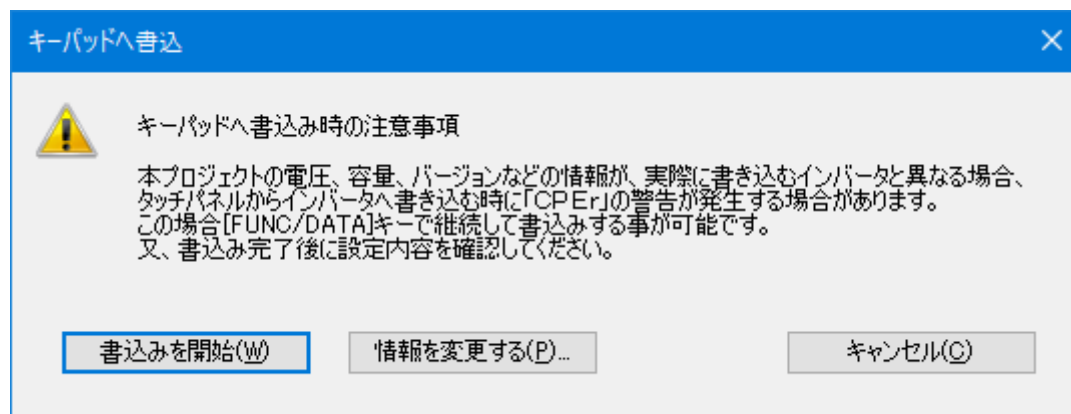 キーパッドへ書込
キーパッドへ書込み時の注意事項
本プロジェクトの電圧、容量、バージョンなどの情報が、実際に書き込むインバータと異なる場合、
タッチパネルからインバータへ書き込む時に「CPEr」の警告が発生する場合があります。
この場合[FUNC/DATA]キーで継続して書込みする事が可能です。
又、書込み完了後に設定内容を確認してください。
書込みを開始(W)
情報を変更する(P)...
キャンセル(C)